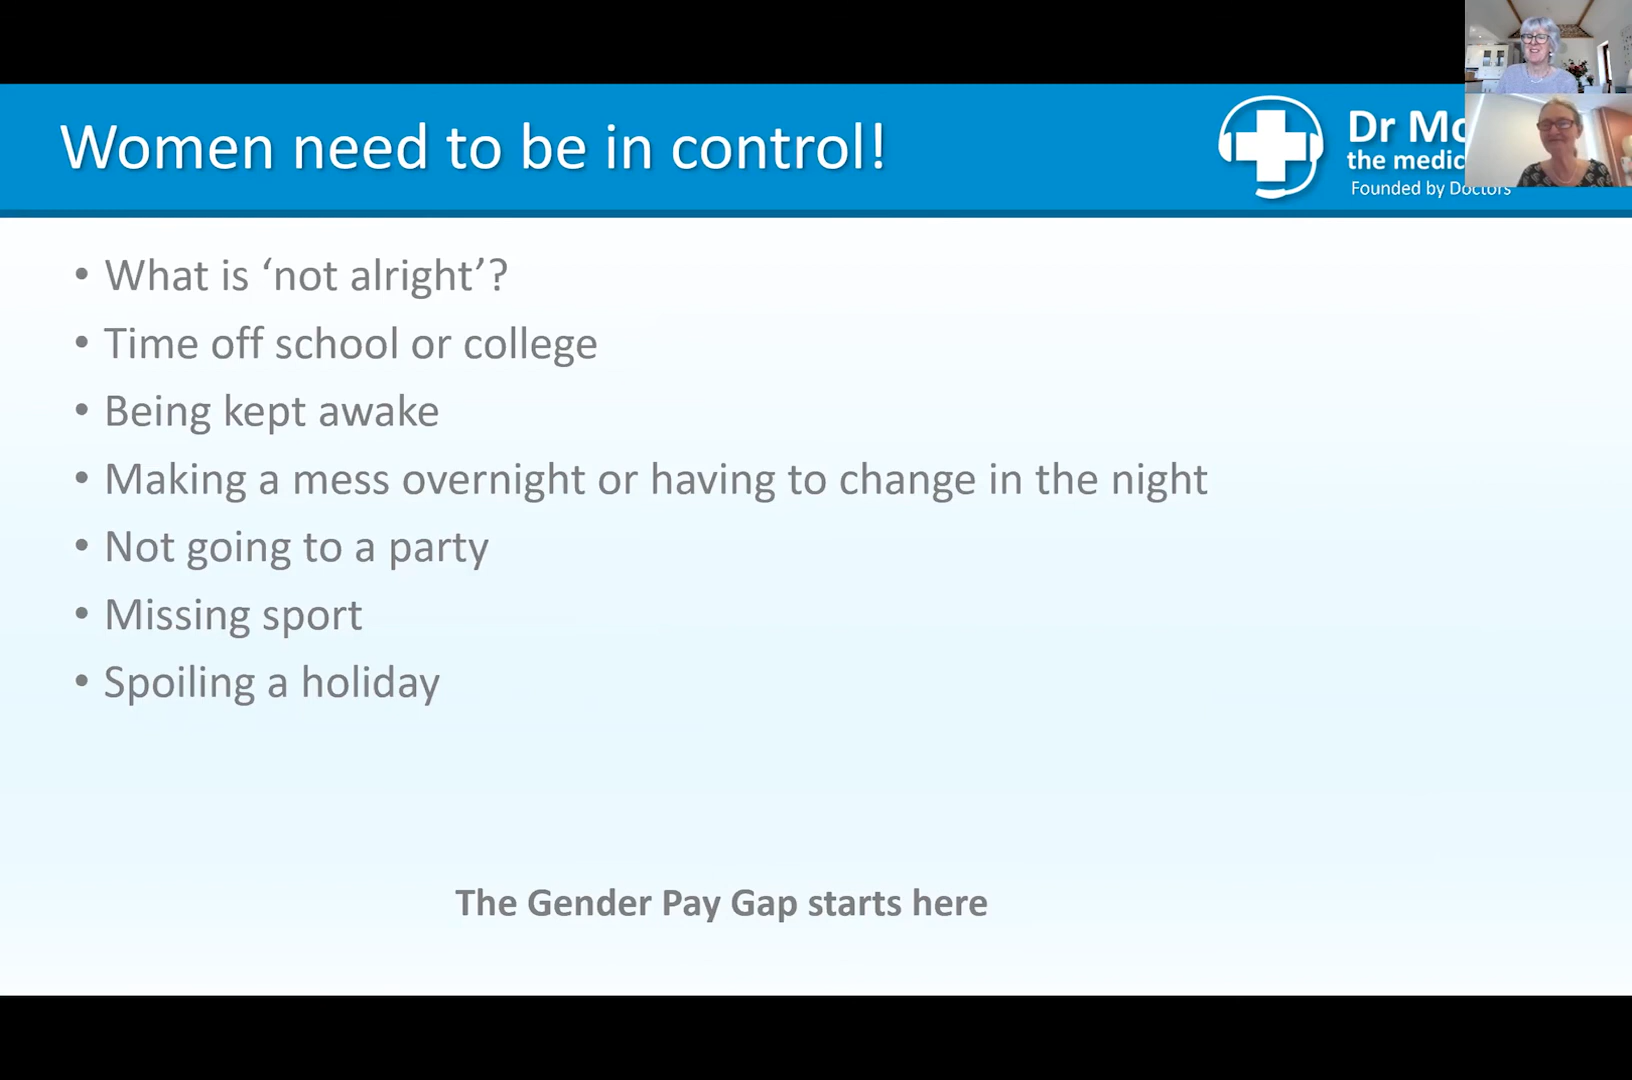 Women need to be in control!
Dr
the
Founded by Doctors
• What is ‘not alright’?
• Time off school or college
• Being kept awake
• Making a mess overnight or having to change in the night
• Not going to a party
• Missing sport
• Spoiling a holiday
The Gender Pay Gap starts here